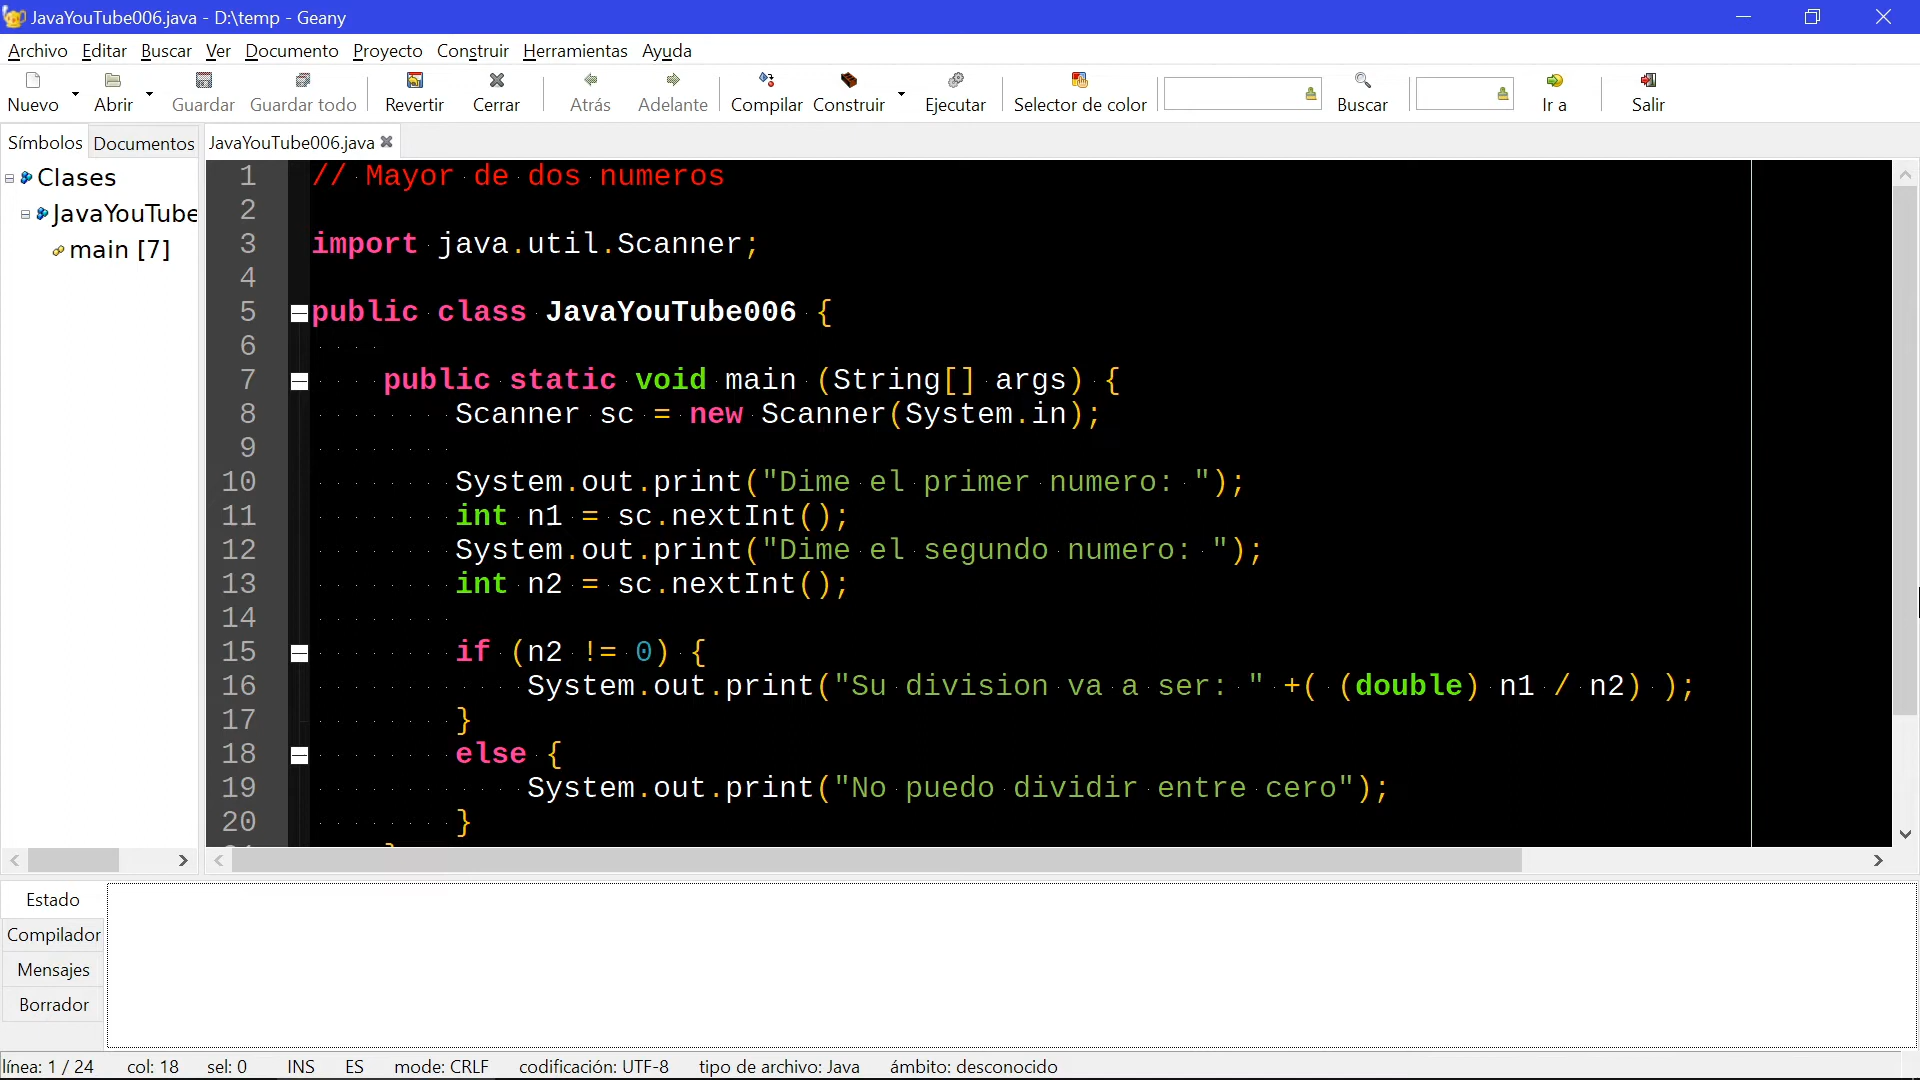 JavaYouTube006.java - D:\temp - Geany
Archivo Editar Buscar Ver Documento Proyecto Construir Herramientas Ayuda
Nuevo Abrir Guardar Guardar todo Revertir Cerrar Atrás Adelante Compilar Construir Ejecutar Selector de color Buscar Ir a Salir
Símbolos Documentos JavaYouTube006.java
Clases
JavaYouTube
main [7]
1 // Mayor de dos numeros
2
3 import java.util.Scanner;
4
5 public class JavaYouTube006 {
6
7 public static void main (String[] args) {
8 Scanner sc = new Scanner(System.in);
9
10 System.out.print("Dime el primer numero: ");
11 int n1 = sc.nextInt();
12 System.out.print("Dime el segundo numero: ");
13 int n2 = sc.nextInt();
14
15 if (n2 != 0) {
16 System.out.print("Su division va a ser: " +( (double) n1 / n2) );
17 }
18 else {
19 System.out.print("No puedo dividir entre cero");
20 }
Estado
Compilador
Mensajes
Borrador
línea: 1 / 24 col: 18 sel: 0 INS ES mode: CRLF codificación: UTF-8 tipo de archivo: Java ámbito: desconocido